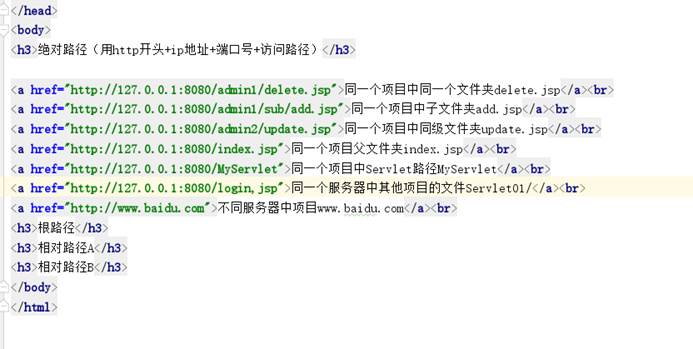 </head>
<body>
<h3>绝对路径（用http开头+ip地址+端口号+访问路径）</h3>
<a href="http://127.0.0.1:8080/admin1/delete.jsp">同一个项目中同一个文件夹delete.jsp</a><br>
<a href="http://127.0.0.1:8080/admin1/sub/add.jsp">同一个项目中子文件夹add.jsp</a><br>
<a href="http://127.0.0.1:8080/admin2/update.jsp">同一个项目中同级文件夹update.jsp</a><br>
<a href="http://127.0.0.1:8080/index.jsp">同一个项目父文件夹index.jsp</a><br>
<a href="http://127.0.0.1:8080/MyServlet">同一个项目中Servlet路径MyServlet</a><br>
<a href="http://127.0.0.1:8080/login,jsp">同一个服务器中其他项目的文件Servlet01/</a><br>
<a href="http://www.baidu.com">不同服务器中项目www.baidu.com</a><br>
<h3>根路径</h3>
<h3>相对路径A</h3>
<h3>相对路径B</h3>
</body>
</html>